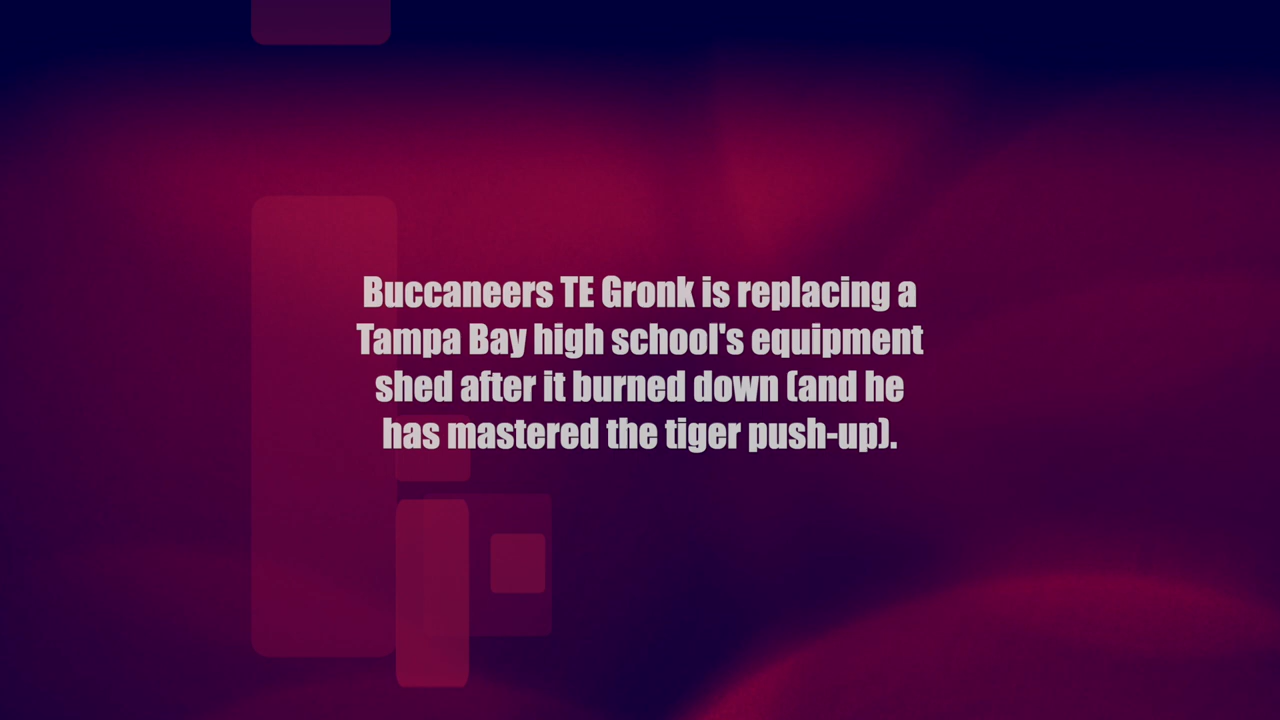 Buccaneers TE Gronk is replacing a
Tampa Bay high school's equipment
shed after it burned down (and he
has mastered the tiger push-up).